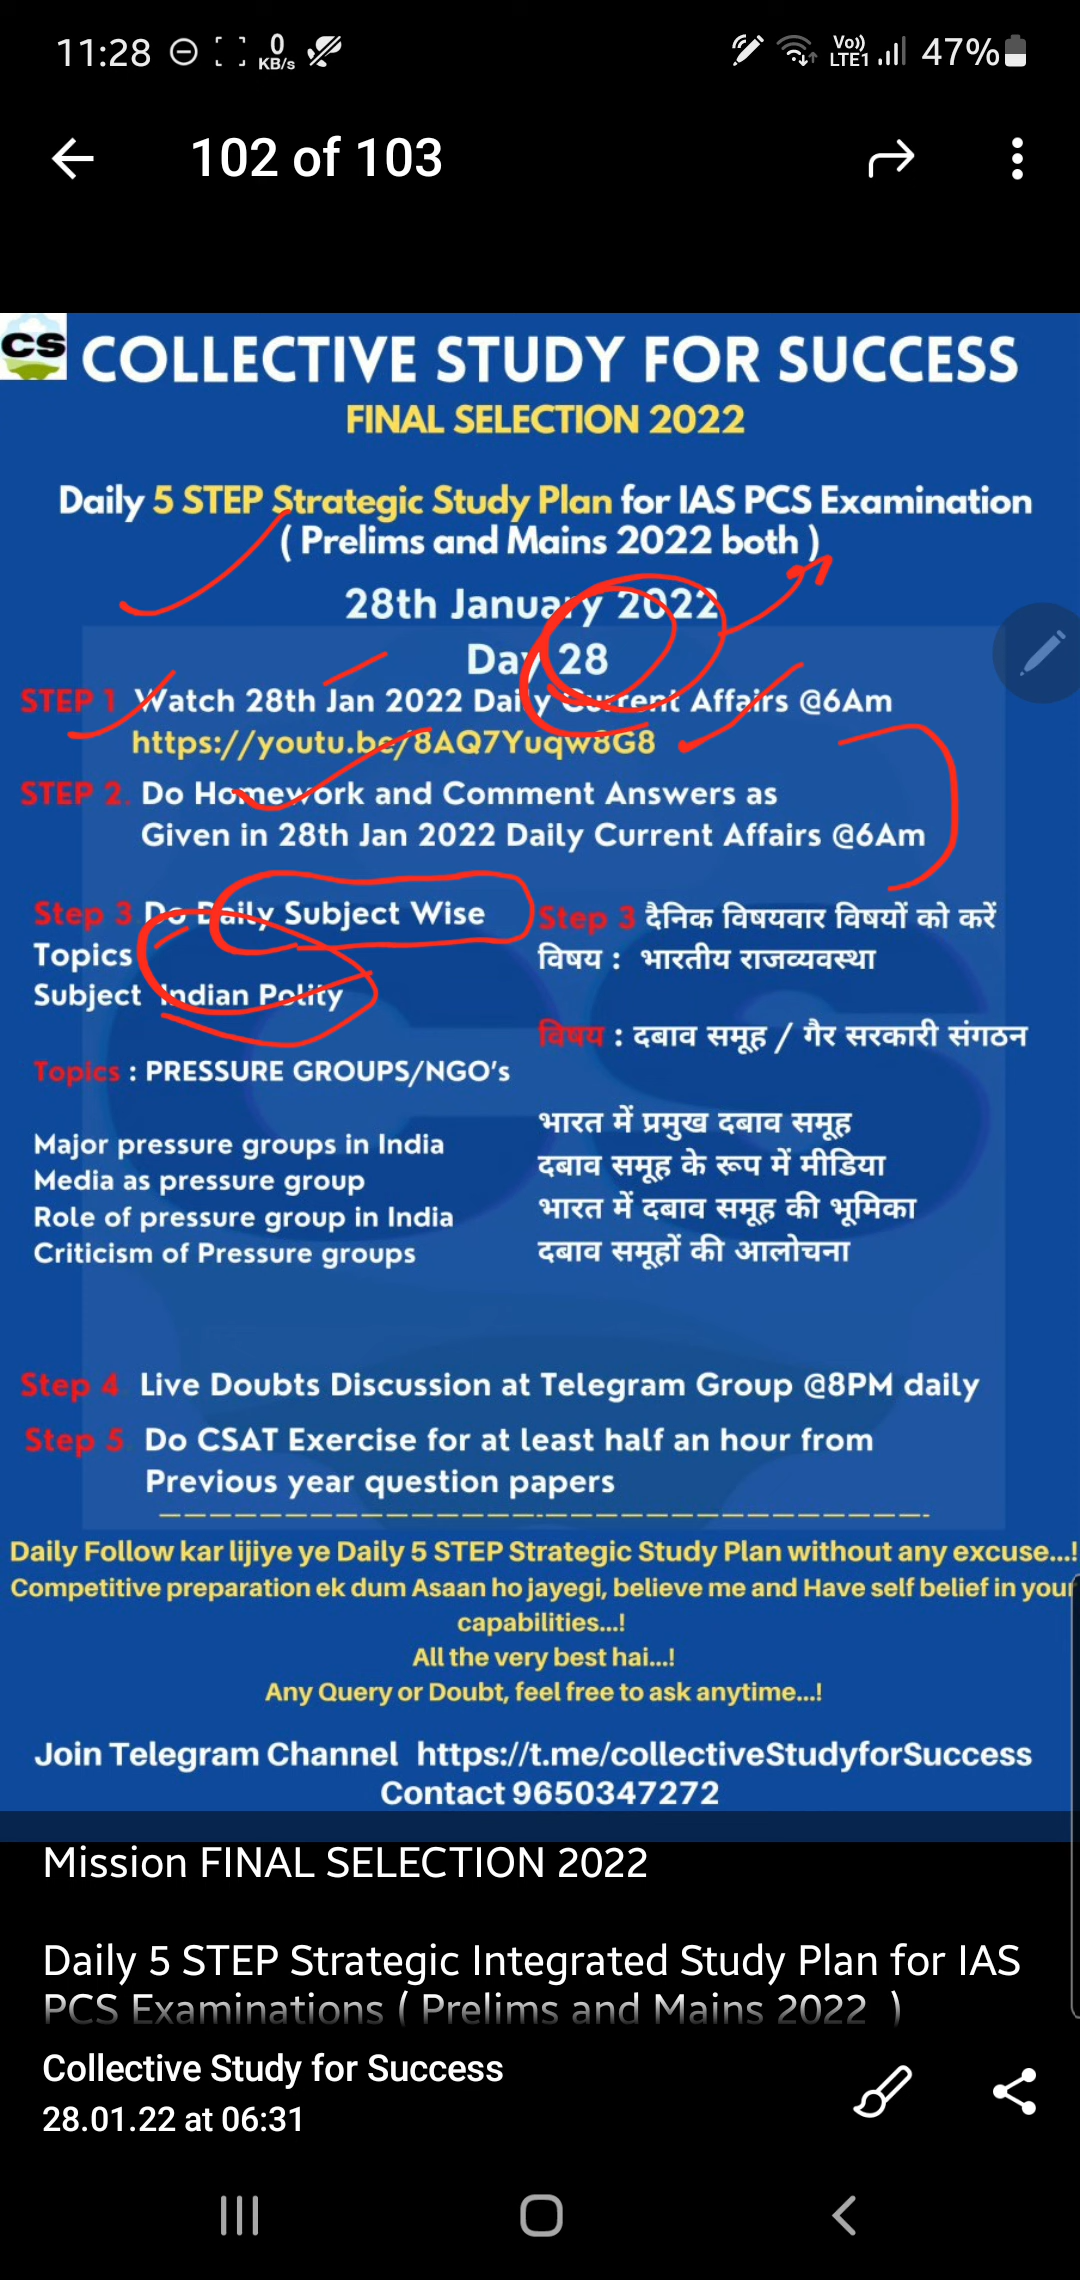 11:28
0
KB/s
Vo))
LTE1
47%
102 of 103
CS
COLLECTIVE STUDY FOR SUCCESS
FINAL SELECTION 2022
Daily 5 STEP Strategic Study Plan for IAS PCS Examination
( Prelims and Mains 2022 both )
28th January 2022
Day 28
STEP 1 Watch 28th Jan 2022 Daily Current Affairs @6Am
https://youtu.be/8AQ7Yuqw8G8
STEP 2. Do Homework and Comment Answers as
Given in 28th Jan 2022 Daily Current Affairs @6Am
Step 3 Do Daily Subject Wise
Topics
Subject Indian Polity
Topics : PRESSURE GROUPS/NGO's
Major pressure groups in India
Media as pressure group
Role of pressure group in India
Criticism of Pressure groups
Step 3 दैनिक विषयवार विषयों को करें
विषय : भारतीय राजव्यवस्था
विषय : दबाव समूह / गैर सरकारी संगठन
भारत में प्रमुख दबाव समूह
दबाव समूह के रूप में मीडिया
भारत में दबाव समूह की भूमिका
दबाव समूहों की आलोचना
Step 4 Live Doubts Discussion at Telegram Group @8PM daily
Step 5. Do CSAT Exercise for at least half an hour from
Previous year question papers
Daily Follow kar lijiye ye Daily 5 STEP Strategic Study Plan without any excuse...!
Competitive preparation ek dum Asaan ho jayegi, believe me and Have self belief in your
capabilities...!
All the very best hai...!
Any Query or Doubt, feel free to ask anytime...!
Join Telegram Channel https://t.me/collectiveStudyforSuccess
Contact 9650347272
Mission FINAL SELECTION 2022
Daily 5 STEP Strategic Integrated Study Plan for IAS
PCS Examinations ( Prelims and Mains 2022 )
Collective Study for Success
28.01.22 at 06:31